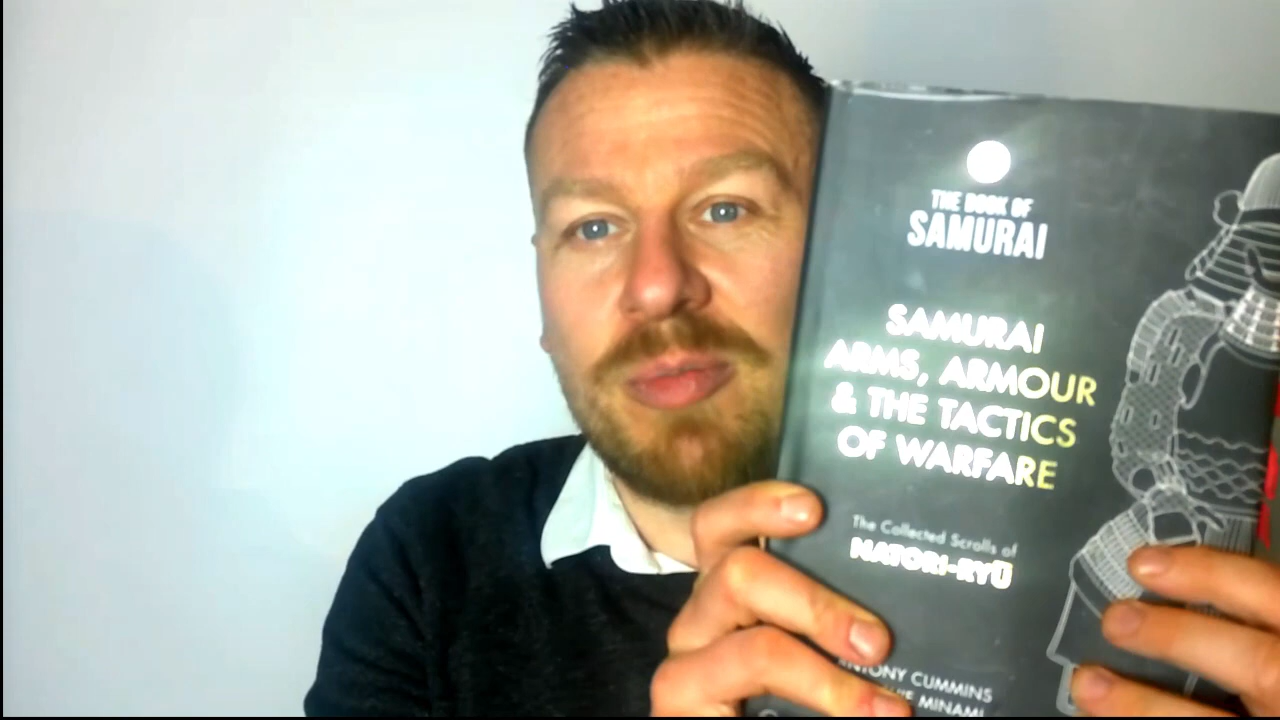 THE BOOK OF
SAMURAI
SAMURAI
ARMS, ARMOUR
& THE TACTICS
OF WARFARE
The Collected Scrolls of
NATORI-RYŪ
ANTONY CUMMINS
MINAMI